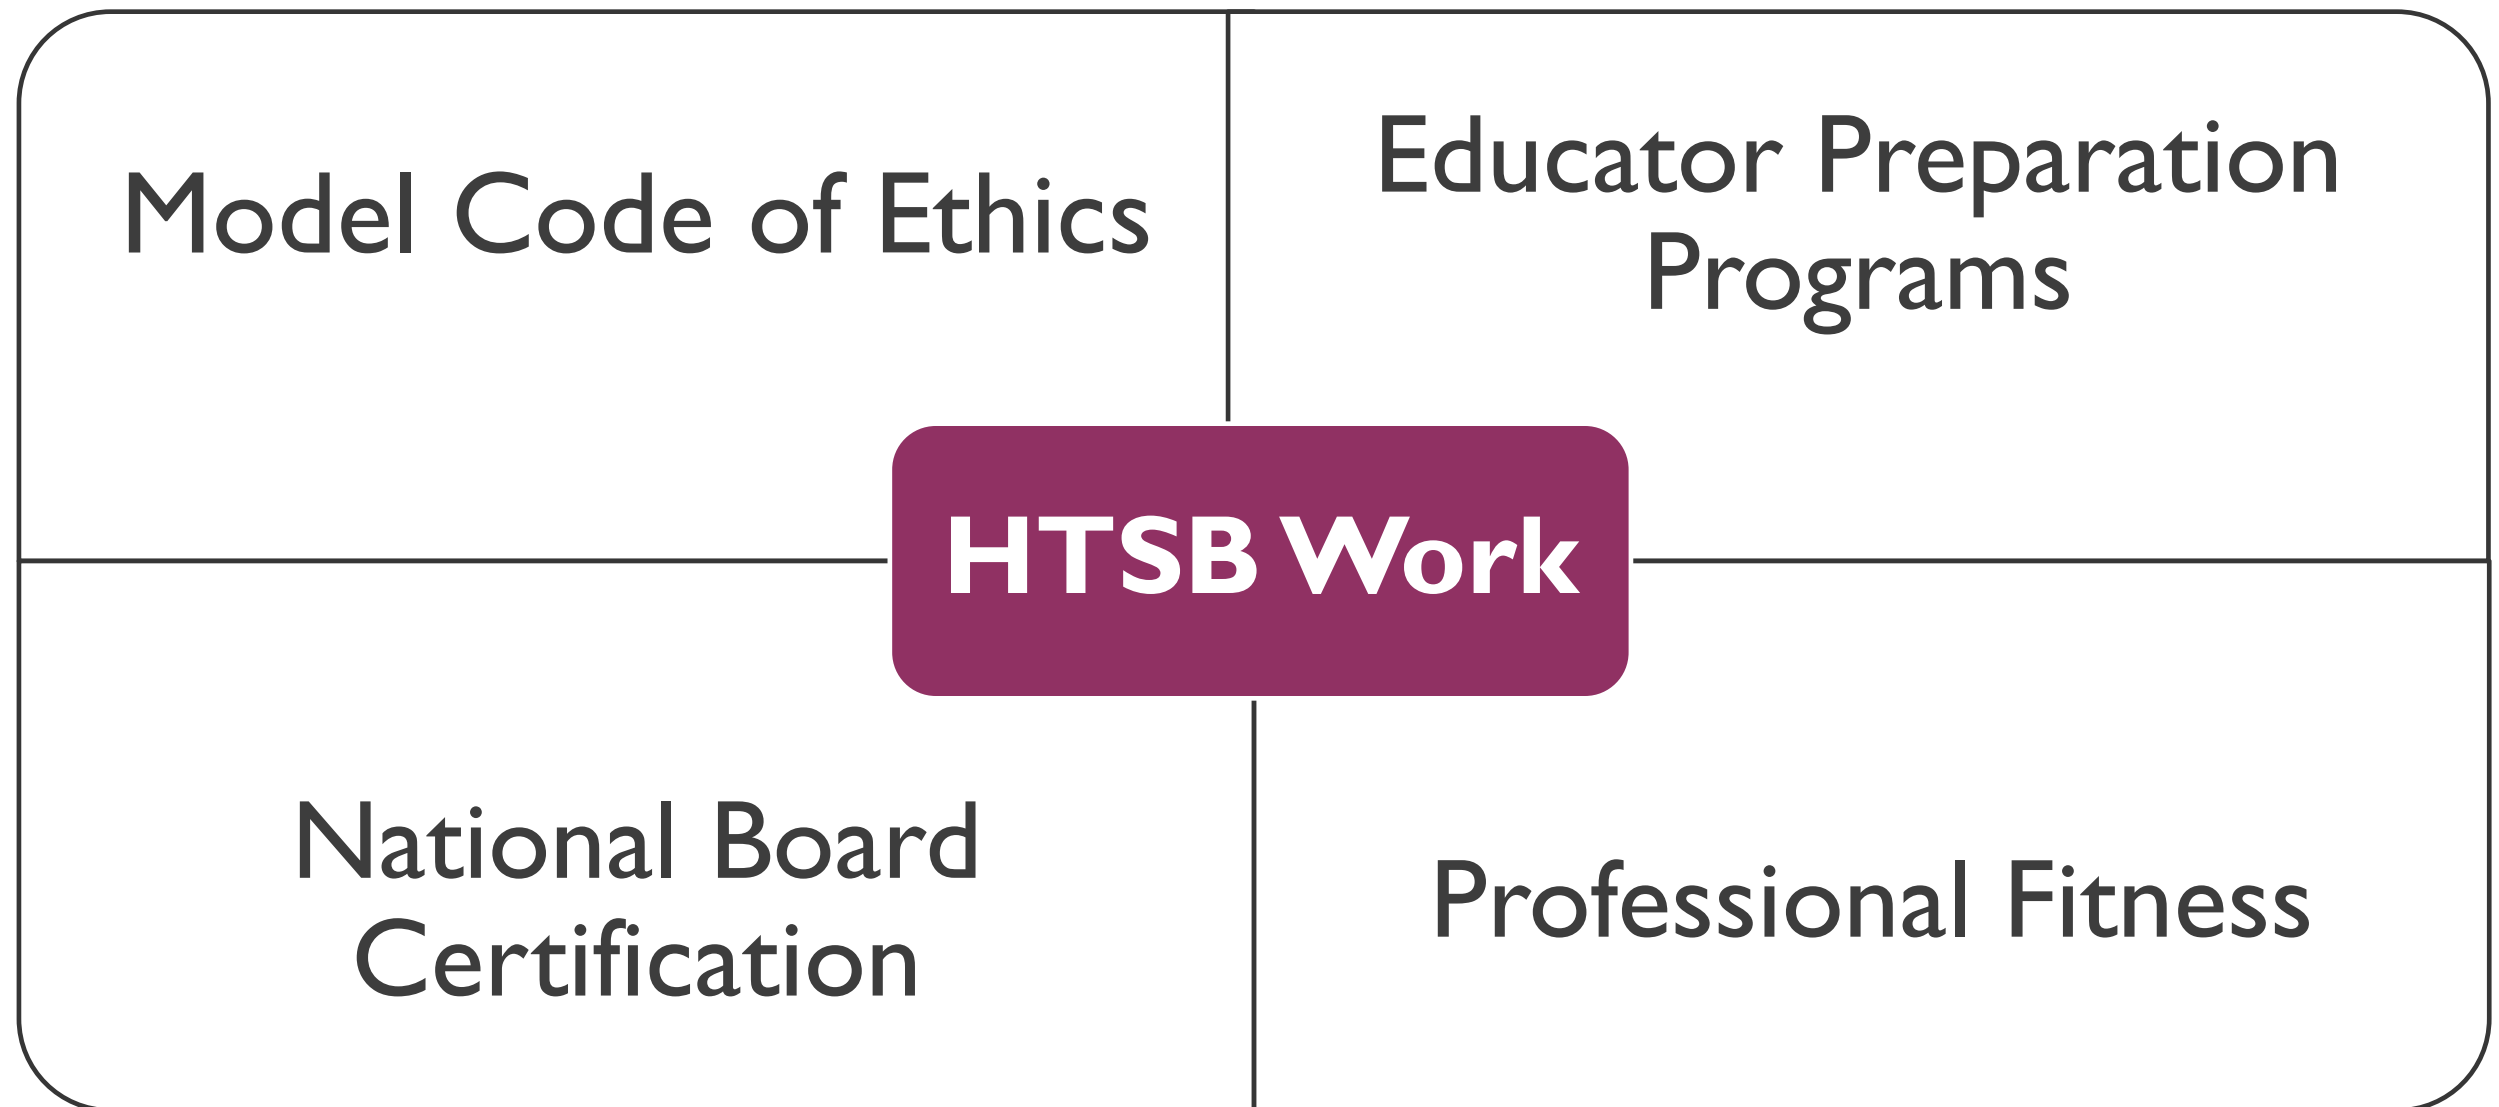 Model Code of Ethics
Educator Preparation
Programs
HTSB Work
National Board
Certification
Professional Fitness